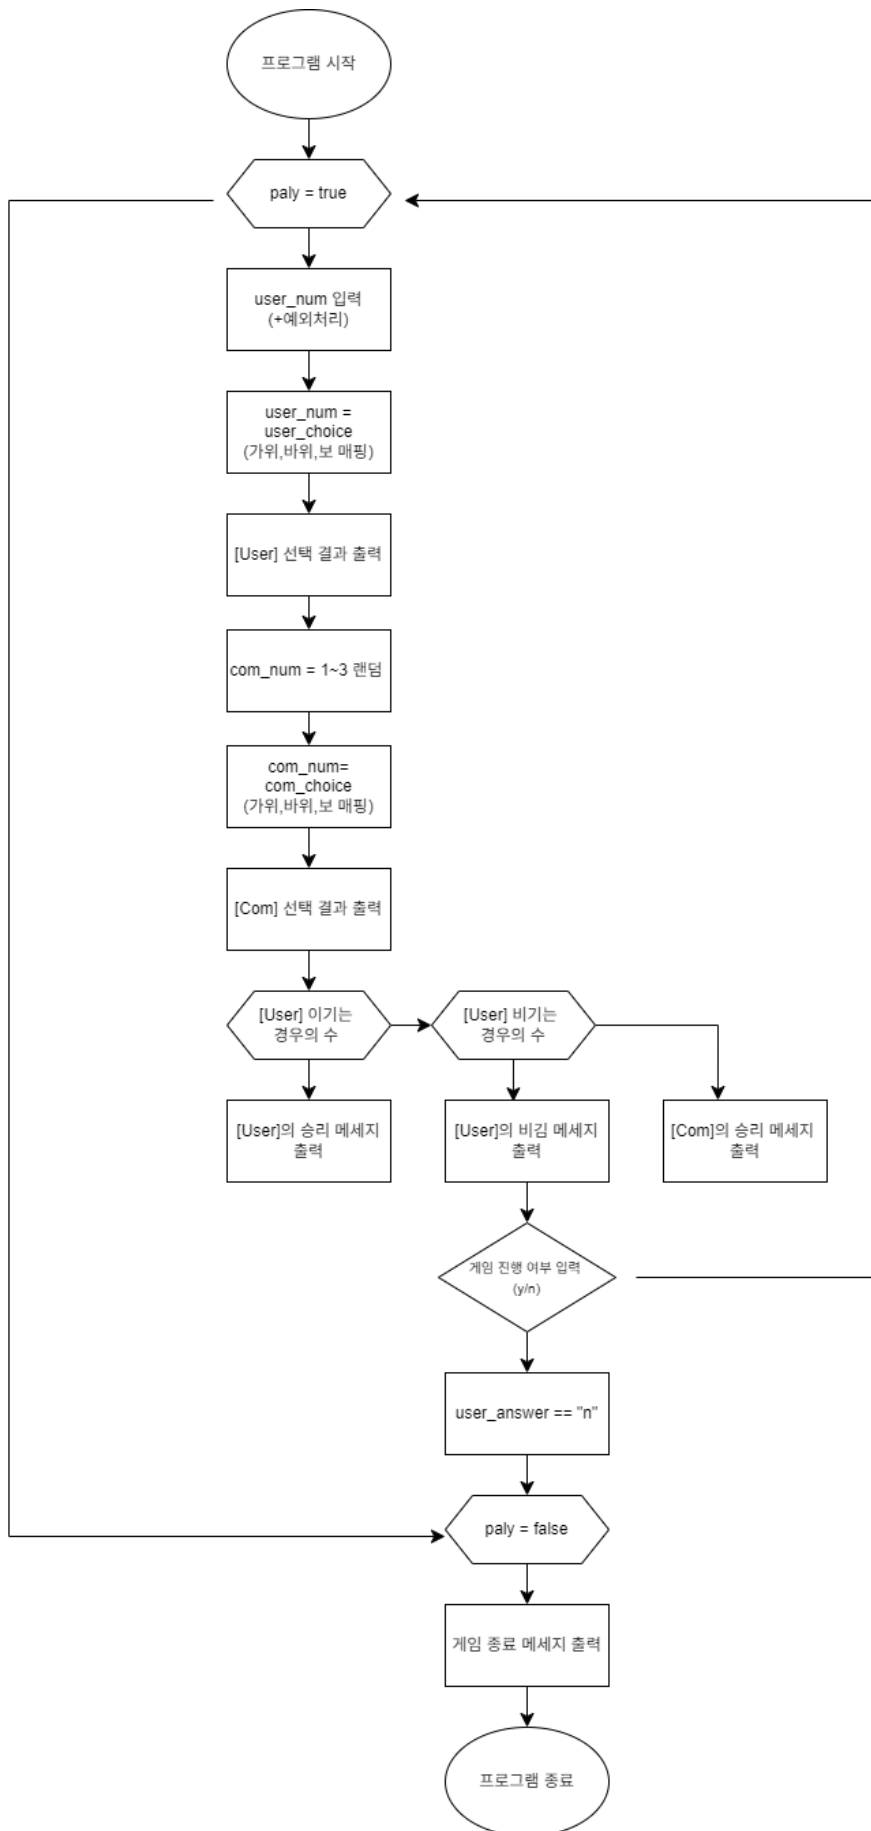 프로그램 시작
paly = true
user_num 입력
(+예외처리)
user_num =
user_choice
(가위,바위,보 매핑)
[User] 선택 결과 출력
com_num = 1~3 랜덤
com_num=
com_choice
(가위,바위,보 매핑)
[Com] 선택 결과 출력
[User] 이기는
경우의 수
[User] 비기는
경우의 수
[User]의 승리 메세지
출력
[User]의 비김 메세지
출력
[Com]의 승리 메세지
출력
게임 진행 여부 입력
(y/n)
user_answer == "n"
paly = false
게임 종료 메세지 출력
프로그램 종료